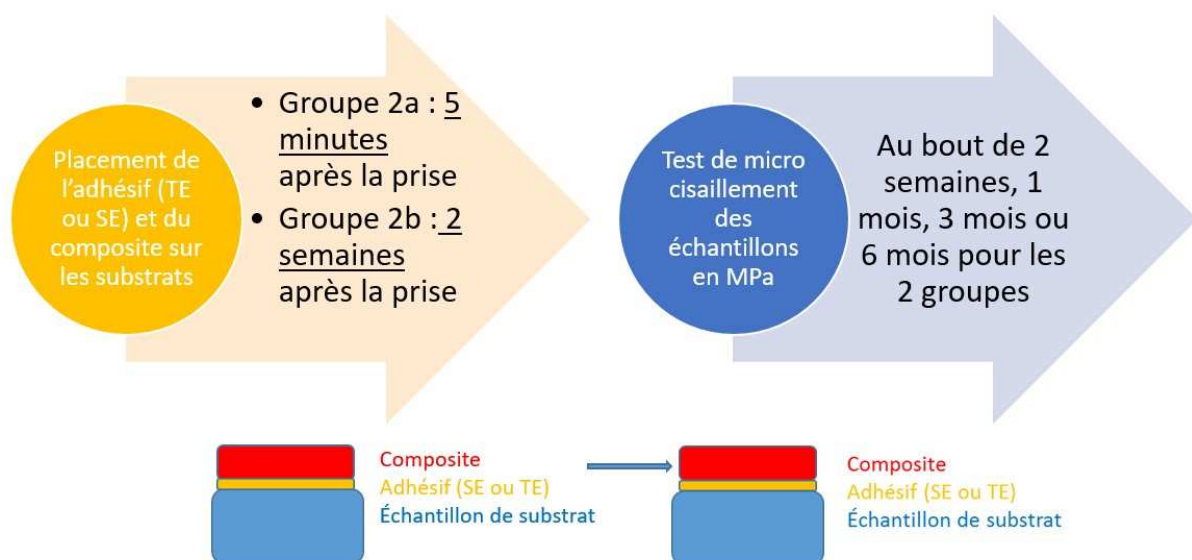 Placement de
l'adhésif (TE
ou SE) et du
composite sur
les substrats
• Groupe 2a : 5
minutes
après la prise
• Groupe 2b : 2
semaines
après la prise
Test de micro
cisaillement
des
échantillons
en MPa
Au bout de 2
semaines, 1
mois, 3 mois ou
6 mois pour les
2 groupes
Composite
Adhésif (SE ou TE)
Échantillon de substrat
Composite
Adhésif (SE ou TE)
Échantillon de substrat